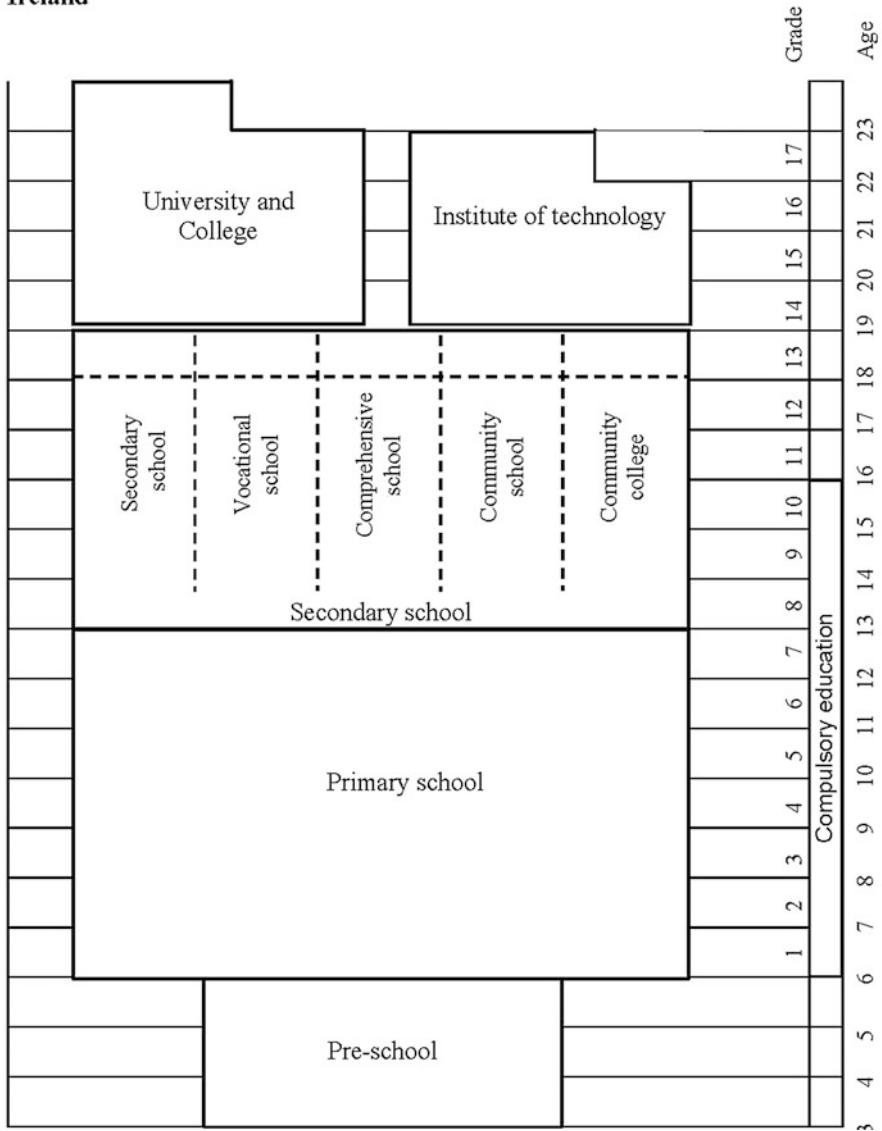 Ireland
Grade
Age
University and
College
Institute of technology
Secondary
school
Vocational
school
Comprehensive
school
Community
school
Community
college
Secondary school
Primary school
Pre-school
17
16
15
14
13
12
11
10
9
8
7
6
5
4
3
2
1
Compulsory education
23
22
21
20
19
18
17
16
15
14
13
12
11
10
9
8
7
6
5
4
3